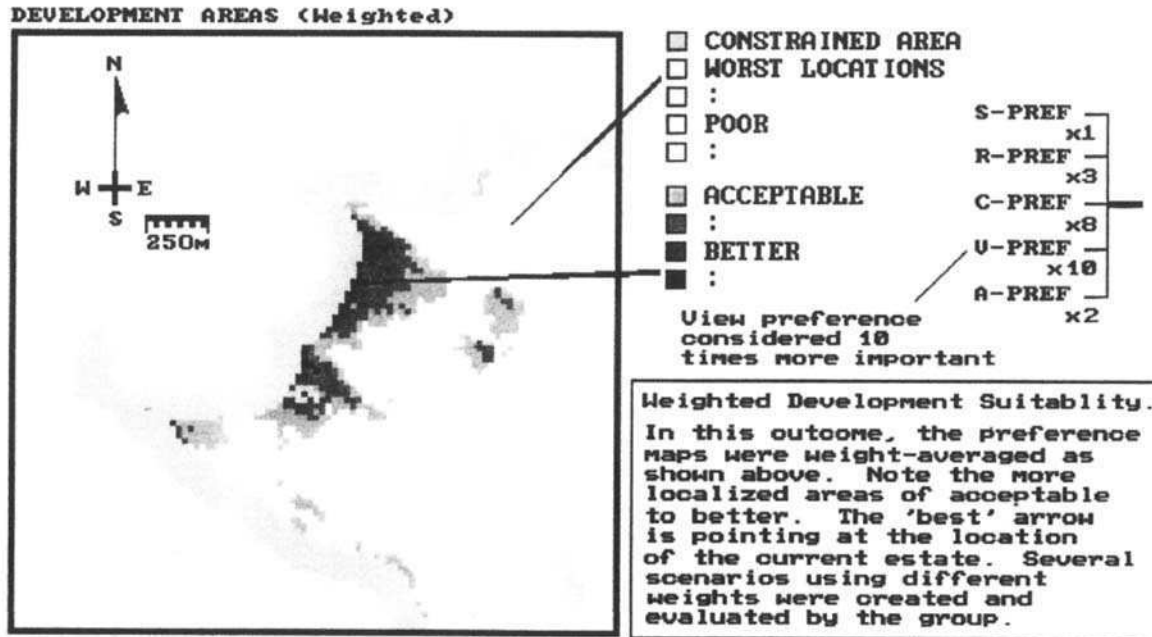 DEVELOPMENT AREAS (Weighted)
N
W E
S
250M
CONSTRAINED AREA
WORST LOCATIONS
:
POOR
:
ACCEPTABLE
:
BETTER
:
S-PREF
x1
R-PREF
x3
C-PREF
x8
V-PREF
x10
A-PREF
x2
View preference
considered 10
times more important
Weighted Development Suitablity.
In this outcome, the preference
maps were weight-averaged as
shown above. Note the more
localized areas of acceptable
to better. The 'best' arrow
is pointing at the location
of the current estate. Several
scenarios using different
weights were created and
evaluated by the group.